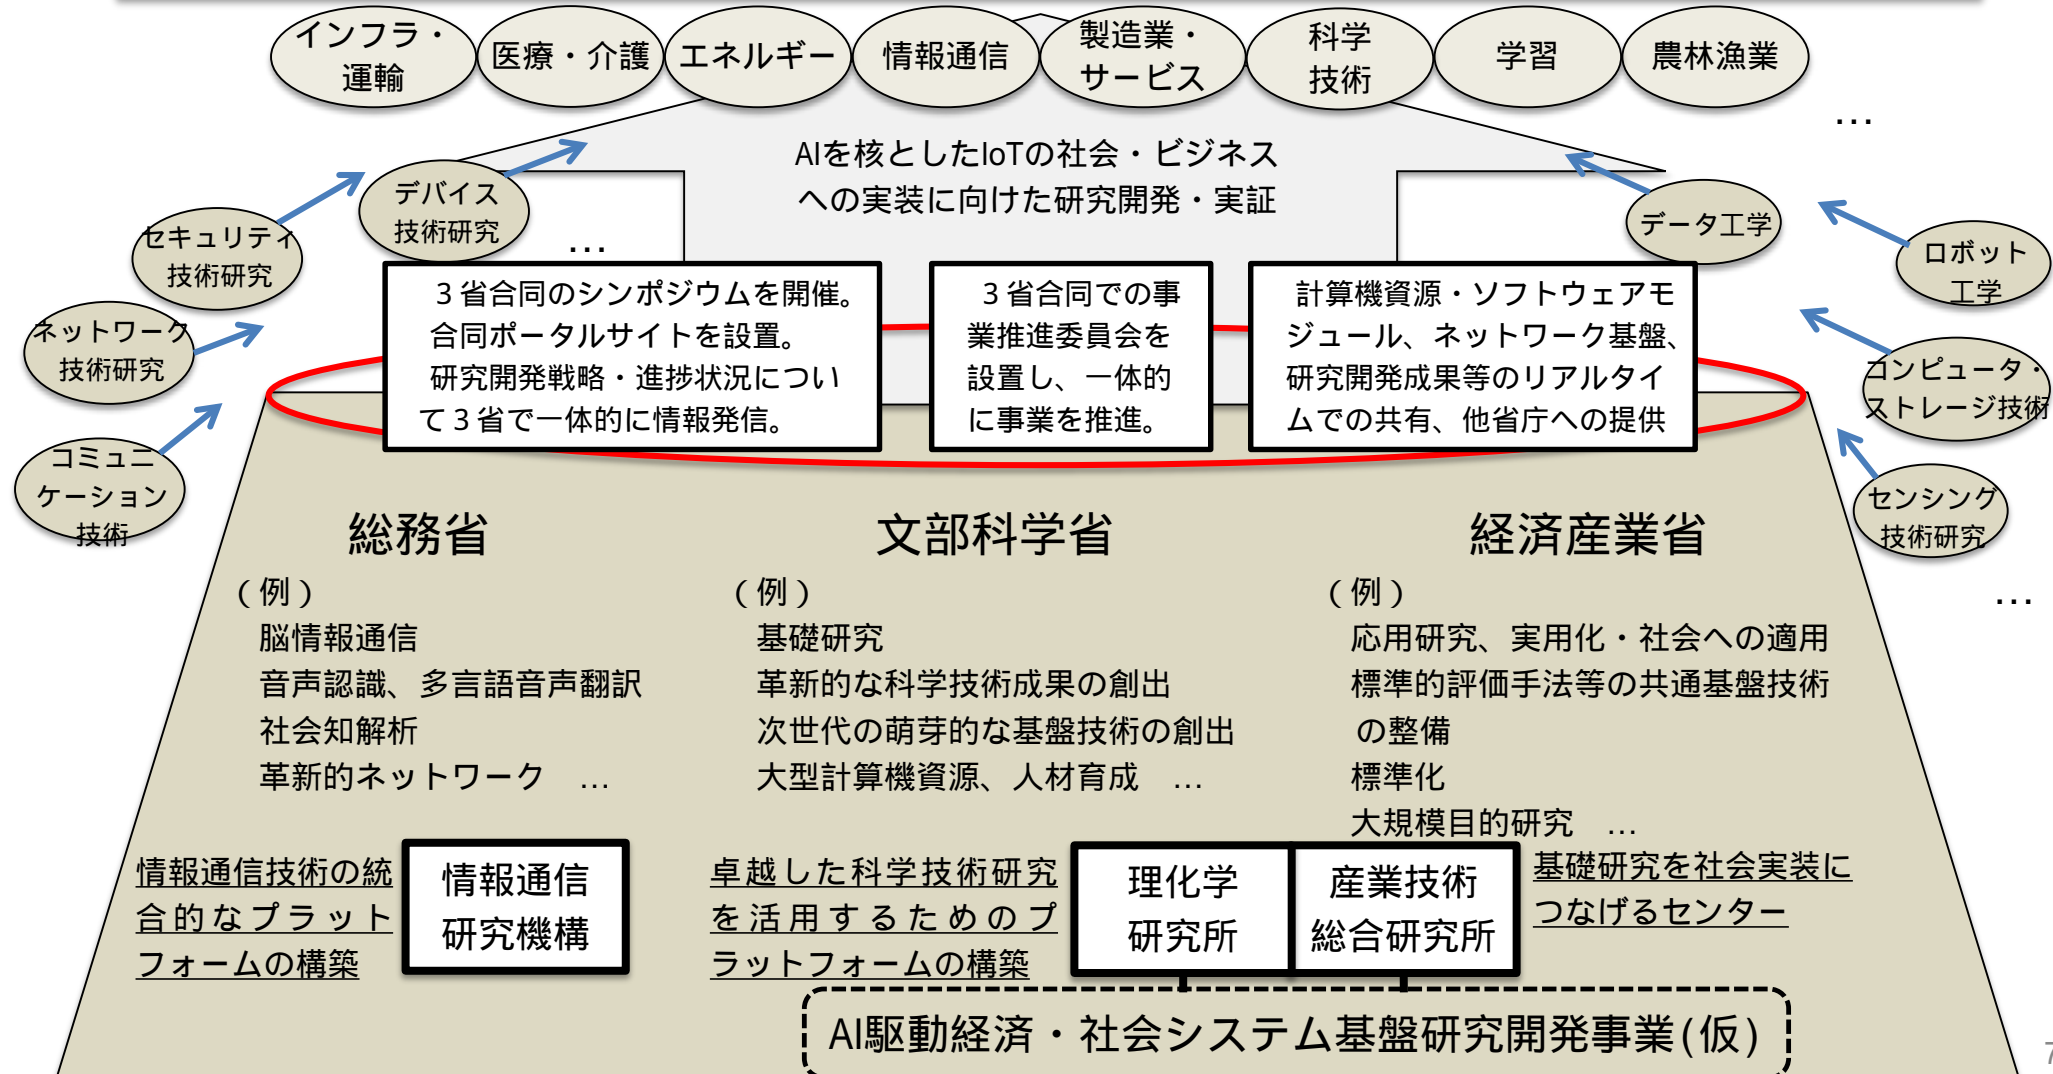 インフラ・
運輸
医療・介護
エネルギー
情報通信
製造業・
サービス
科学
技術
学習
農林漁業
…
AIを核としたIoTの社会・ビジネス
への実装に向けた研究開発・実証
デバイス
技術研究
…
セキュリティ
技術研究
ネットワーク
技術研究
コミュニ
ケーション
技術
データ工学
ロボット
工学
コンピュータ・
ストレージ技術
センシング
技術研究
…
３省合同のシンポジウムを開催。
合同ポータルサイトを設置。
研究開発戦略・進捗状況につい
て３省で一体的に情報発信。
３省合同での事
業推進委員会を
設置し、一体的
に事業を推進。
計算機資源・ソフトウェアモ
ジュール、ネットワーク基盤、
研究開発成果等のリアルタイ
ムでの共有、他省庁への提供
総務省
（例）
脳情報通信
音声認識、多言語音声翻訳
社会知解析
革新的ネットワーク　…
文部科学省
（例）
基礎研究
革新的な科学技術成果の創出
次世代の萌芽的な基盤技術の創出
大型計算機資源、人材育成　…
経済産業省
（例）
応用研究、実用化・社会への適用
標準的評価手法等の共通基盤技術
の整備
標準化
大規模目的研究　…
情報通信技術の統
合的なプラット
フォームの構築
情報通信
研究機構
卓越した科学技術研究
を活用するためのプ
ラットフォームの構築
理化学
研究所
産業技術
総合研究所
基礎研究を社会実装に
つなげるセンター
AI駆動経済・社会システム基盤研究開発事業(仮)
7